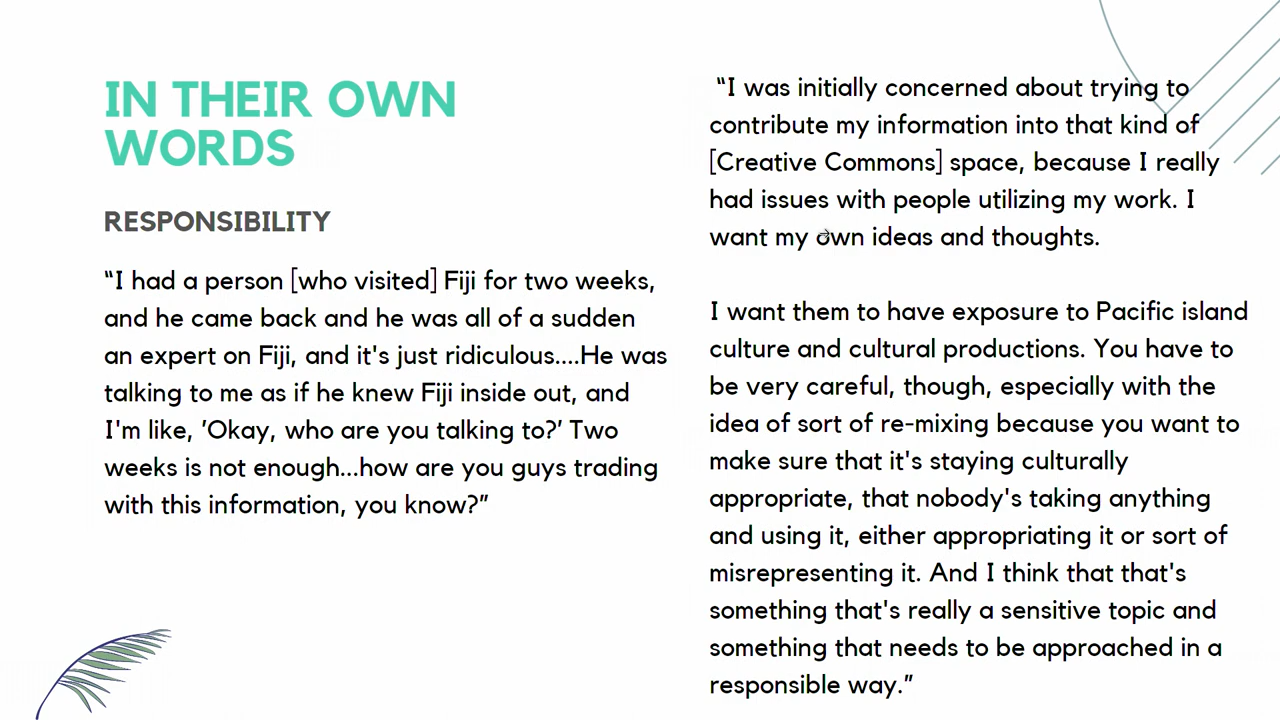 IN THEIR OWN
WORDS
RESPONSIBILITY
“I had a person [who visited] Fiji for two weeks,
and he came back and he was all of a sudden
an expert on Fiji, and it's just ridiculous....He was
talking to me as if he knew Fiji inside out, and
I'm like, ’Okay, who are you talking to?’ Two
weeks is not enough...how are you guys trading
with this information, you know?”
“I was initially concerned about trying to
contribute my information into that kind of
[Creative Commons] space, because I really
had issues with people utilizing my work. I
want my own ideas and thoughts.
I want them to have exposure to Pacific island
culture and cultural productions. You have to
be very careful, though, especially with the
idea of sort of re-mixing because you want to
make sure that it's staying culturally
appropriate, that nobody's taking anything
and using it, either appropriating it or sort of
misrepresenting it. And I think that that's
something that's really a sensitive topic and
something that needs to be approached in a
responsible way.”